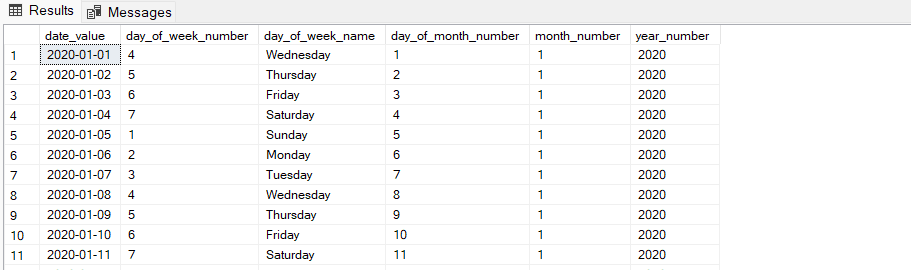 Results Messages
date_value day_of_week_number day_of_week_name day_of_month_number month_number year_number
1 2020-01-01 4 Wednesday 1 1 2020
2 2020-01-02 5 Thursday 2 1 2020
3 2020-01-03 6 Friday 3 1 2020
4 2020-01-04 7 Saturday 4 1 2020
5 2020-01-05 1 Sunday 5 1 2020
6 2020-01-06 2 Monday 6 1 2020
7 2020-01-07 3 Tuesday 7 1 2020
8 2020-01-08 4 Wednesday 8 1 2020
9 2020-01-09 5 Thursday 9 1 2020
10 2020-01-10 6 Friday 10 1 2020
11 2020-01-11 7 Saturday 11 1 2020